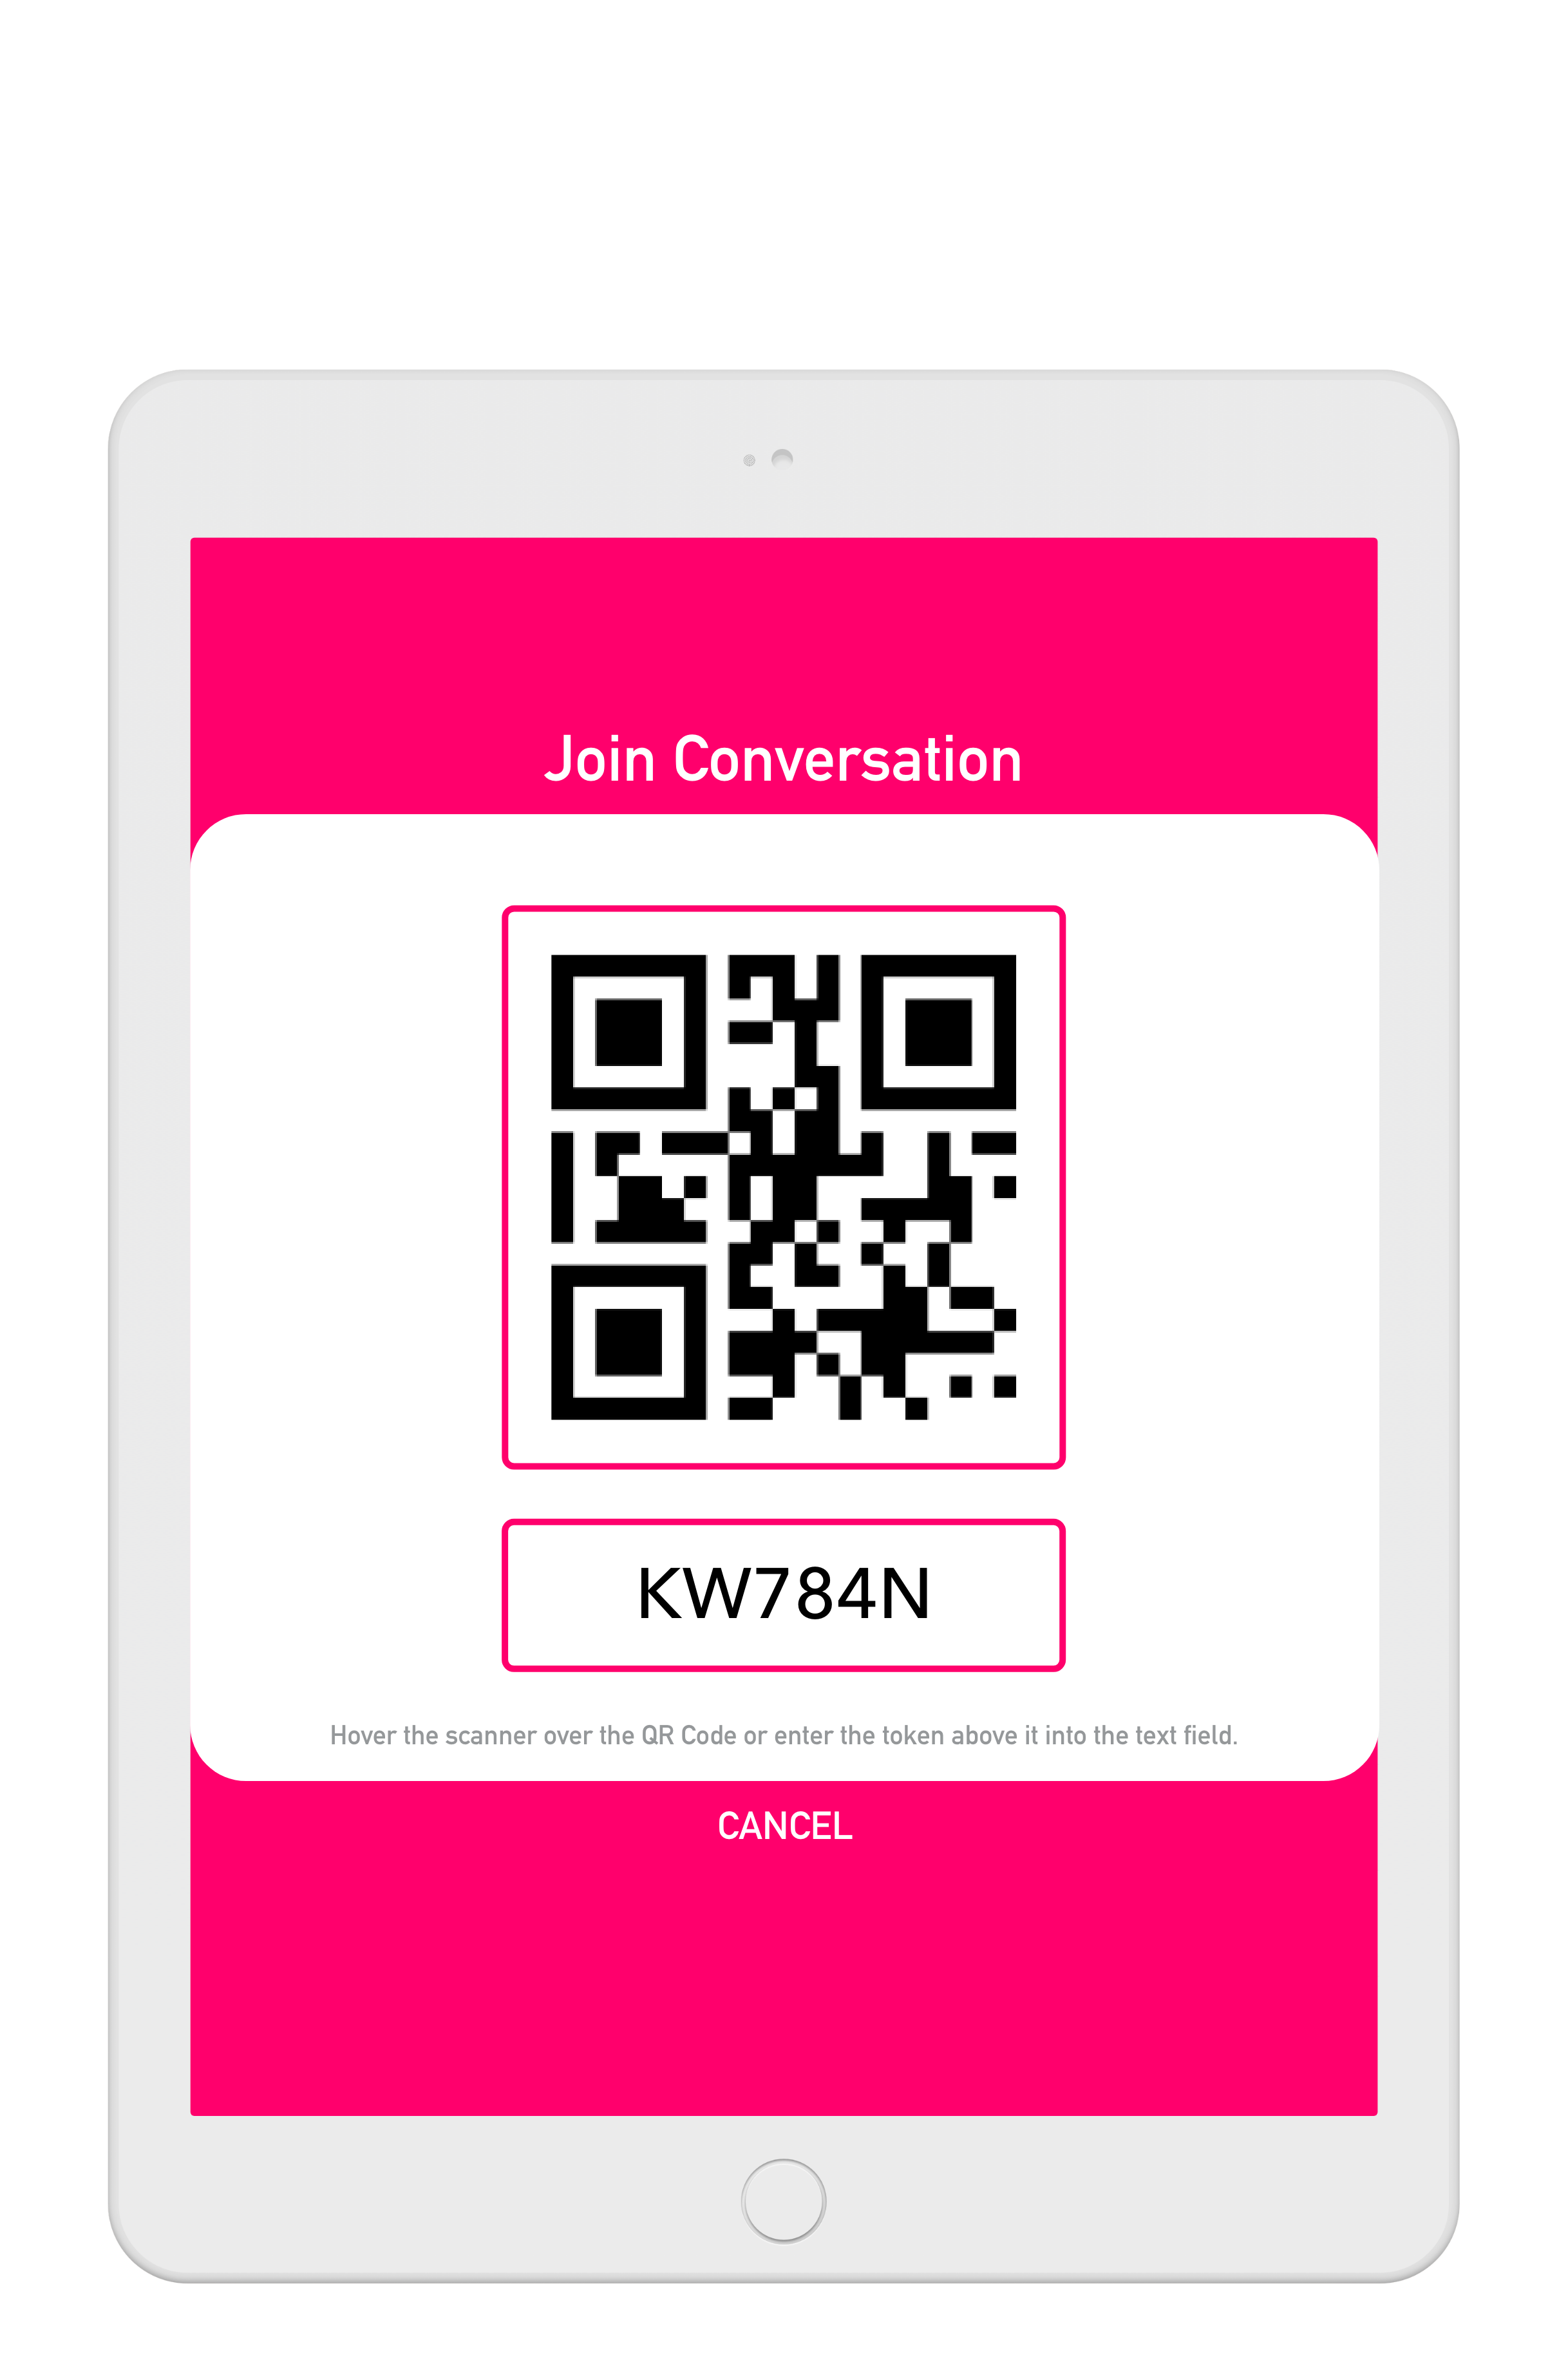 Join Conversation
KW784N
Hover the scanner over the QR Code or enter the token above it into the text field.
CANCEL